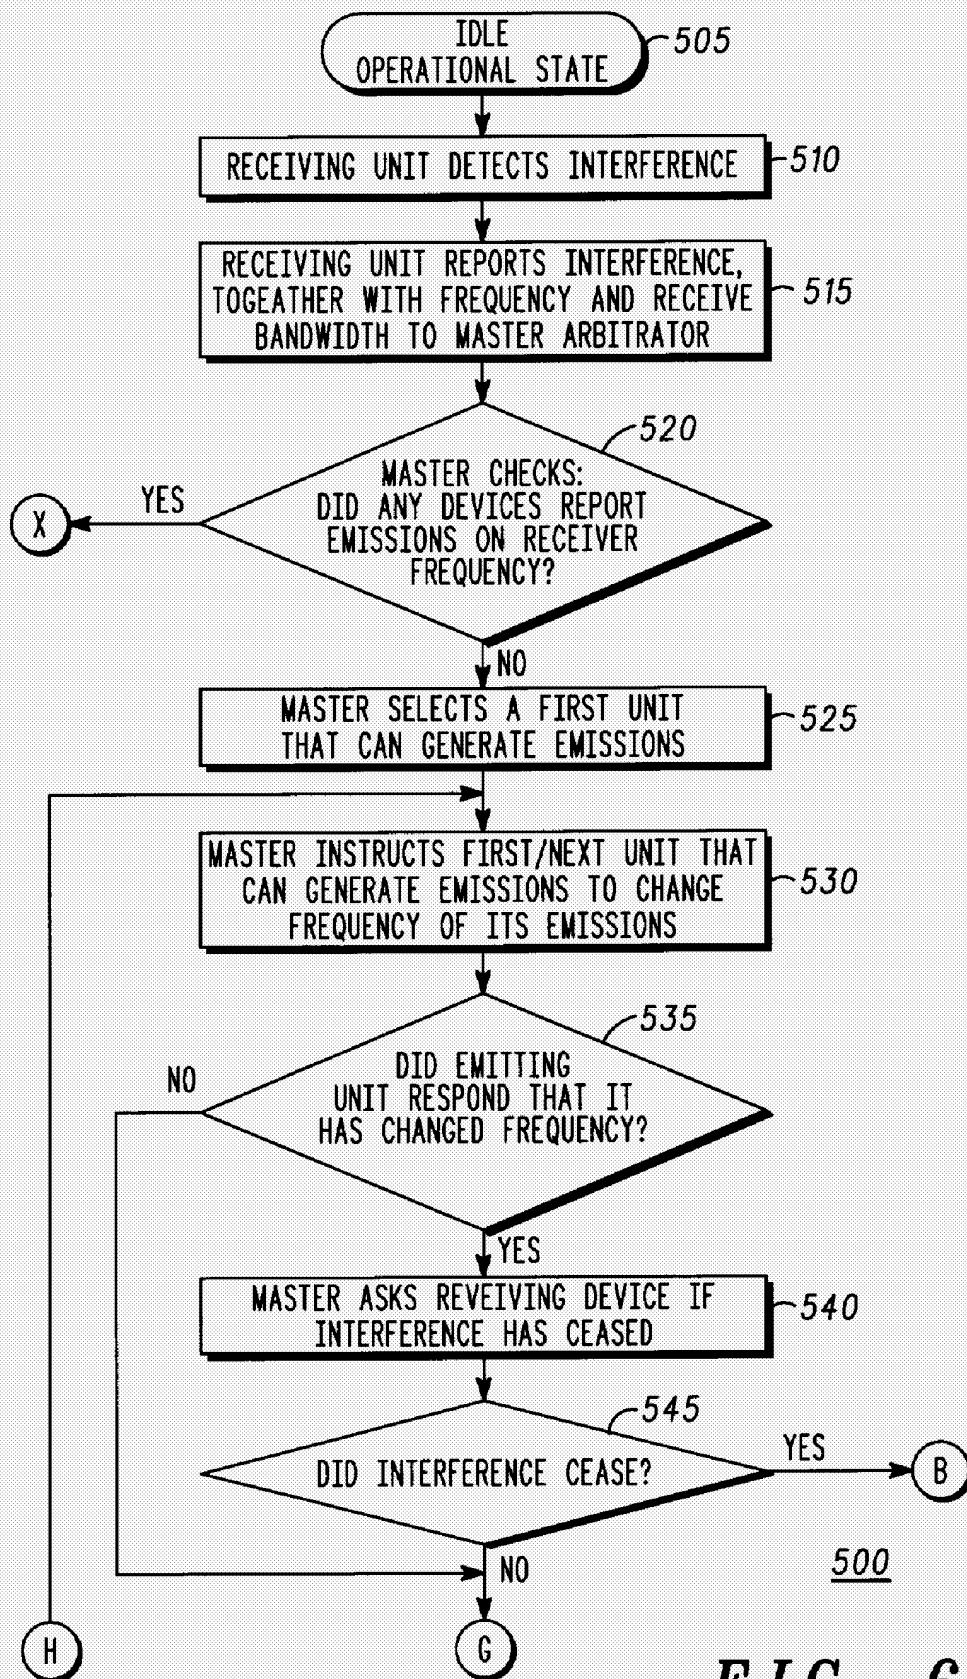 IDLE
OPERATIONAL STATE
505
RECEIVING UNIT DETECTS INTERFERENCE
510
RECEIVING UNIT REPORTS INTERFERENCE,
TOGEATHER WITH FREQUENCY AND RECEIVE
BANDWIDTH TO MASTER ARBITRATOR
515
520
MASTER CHECKS:
DID ANY DEVICES REPORT
EMISSIONS ON RECEIVER
FREQUENCY?
YES
X
NO
MASTER SELECTS A FIRST UNIT
THAT CAN GENERATE EMISSIONS
525
MASTER INSTRUCTS FIRST/NEXT UNIT THAT
CAN GENERATE EMISSIONS TO CHANGE
FREQUENCY OF ITS EMISSIONS
530
535
DID EMITTING
UNIT RESPOND THAT IT
HAS CHANGED FREQUENCY?
NO
YES
MASTER ASKS REVEIVING DEVICE IF
INTERFERENCE HAS CEASED
540
545
DID INTERFERENCE CEASE?
YES
B
NO
500
H
G
FIG. 6